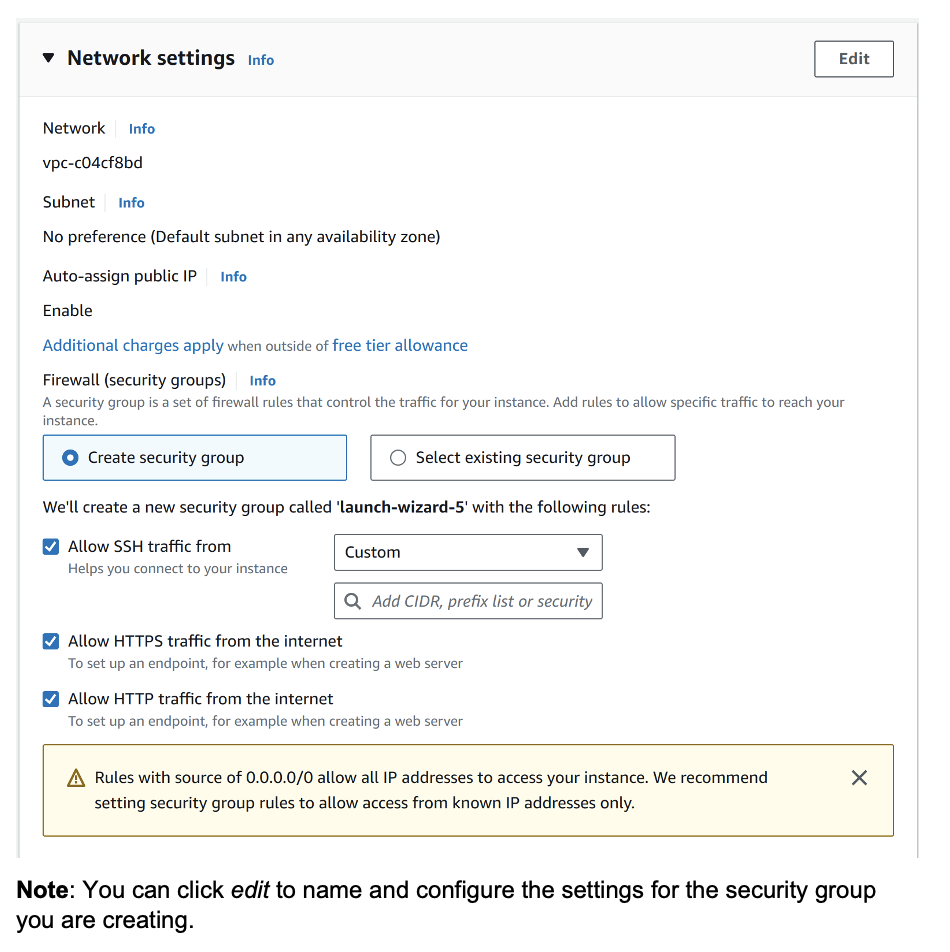 Network settings Info
Edit
Network Info
vpc-c04cf8bd
Subnet Info
No preference (Default subnet in any availability zone)
Auto-assign public IP Info
Enable
Additional charges apply when outside of free tier allowance
Firewall (security groups) Info
A security group is a set of firewall rules that control the traffic for your instance. Add rules to allow specific traffic to reach your
instance.
Create security group
Select existing security group
We'll create a new security group called 'launch-wizard-5' with the following rules:
Allow SSH traffic from
Helps you connect to your instance
Custom
Add CIDR, prefix list or security
Allow HTTPS traffic from the internet
To set up an endpoint, for example when creating a web server
Allow HTTP traffic from the internet
To set up an endpoint, for example when creating a web server
Rules with source of 0.0.0.0/0 allow all IP addresses to access your instance. We recommend
setting security group rules to allow access from known IP addresses only.
Note: You can click edit to name and configure the settings for the security group
you are creating.